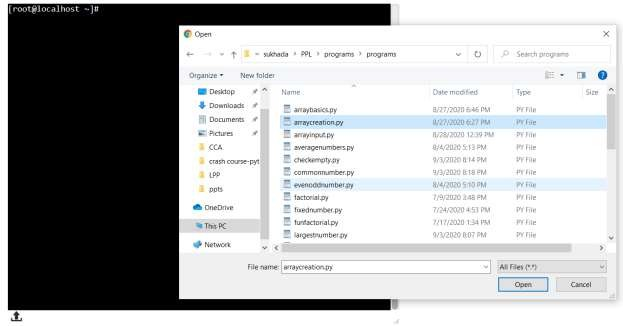 [root@localhost ~]#
Open
« sukhada > PPL > programs > programs
Search programs
Organize
New folder
Name
Date modified
Type
Size
Desktop
Downloads
Documents
Pictures
CCA
crash course-pyt
LPP
ppts
OneDrive
This PC
Network
arraybasics.py 8/27/2020 6:46 PM PY File
arraycreation.py 8/27/2020 6:27 PM PY File
arrayinput.py 8/28/2020 12:39 PM PY File
averagenumbers.py 8/4/2020 5:13 PM PY File
checkempty.py 9/3/2020 8:14 PM PY File
commonnumber.py 9/3/2020 8:18 PM PY File
evenoddnumber.py 8/4/2020 5:10 PM PY File
factorial.py 7/9/2020 3:48 PM PY File
fixednumber.py 7/24/2020 4:53 PM PY File
funfactorial.py 7/17/2020 1:34 PM PY File
largestnumber.py 9/3/2020 8:07 PM PY File
File name: arraycreation.py
All Files (*.*)
Open
Cancel